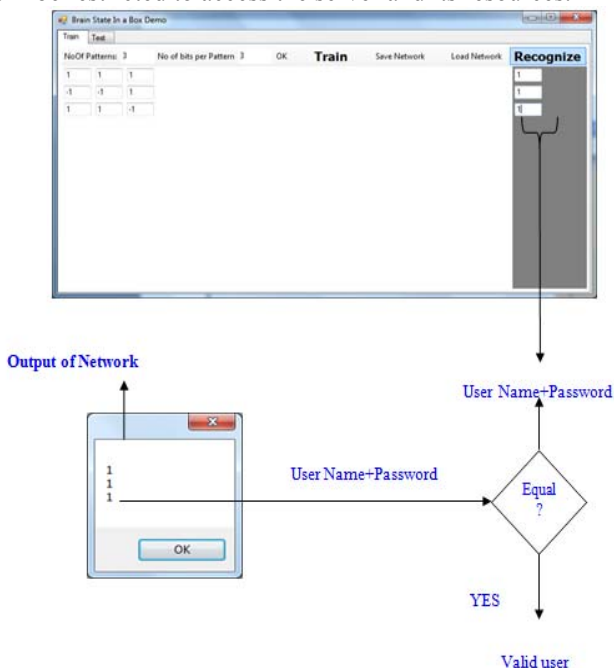 Brain State In a Box Demo
Train Test
NoOf Patterns: 3 No of bits per Pattern 3 OK Train Save Network Load Network Recognize
1 1 1 1
-1 -1 1 1
1 1 -1 1
Output of Network
User Name+Password
1
1
1
User Name+Password
Equal
?
OK
YES
Valid user